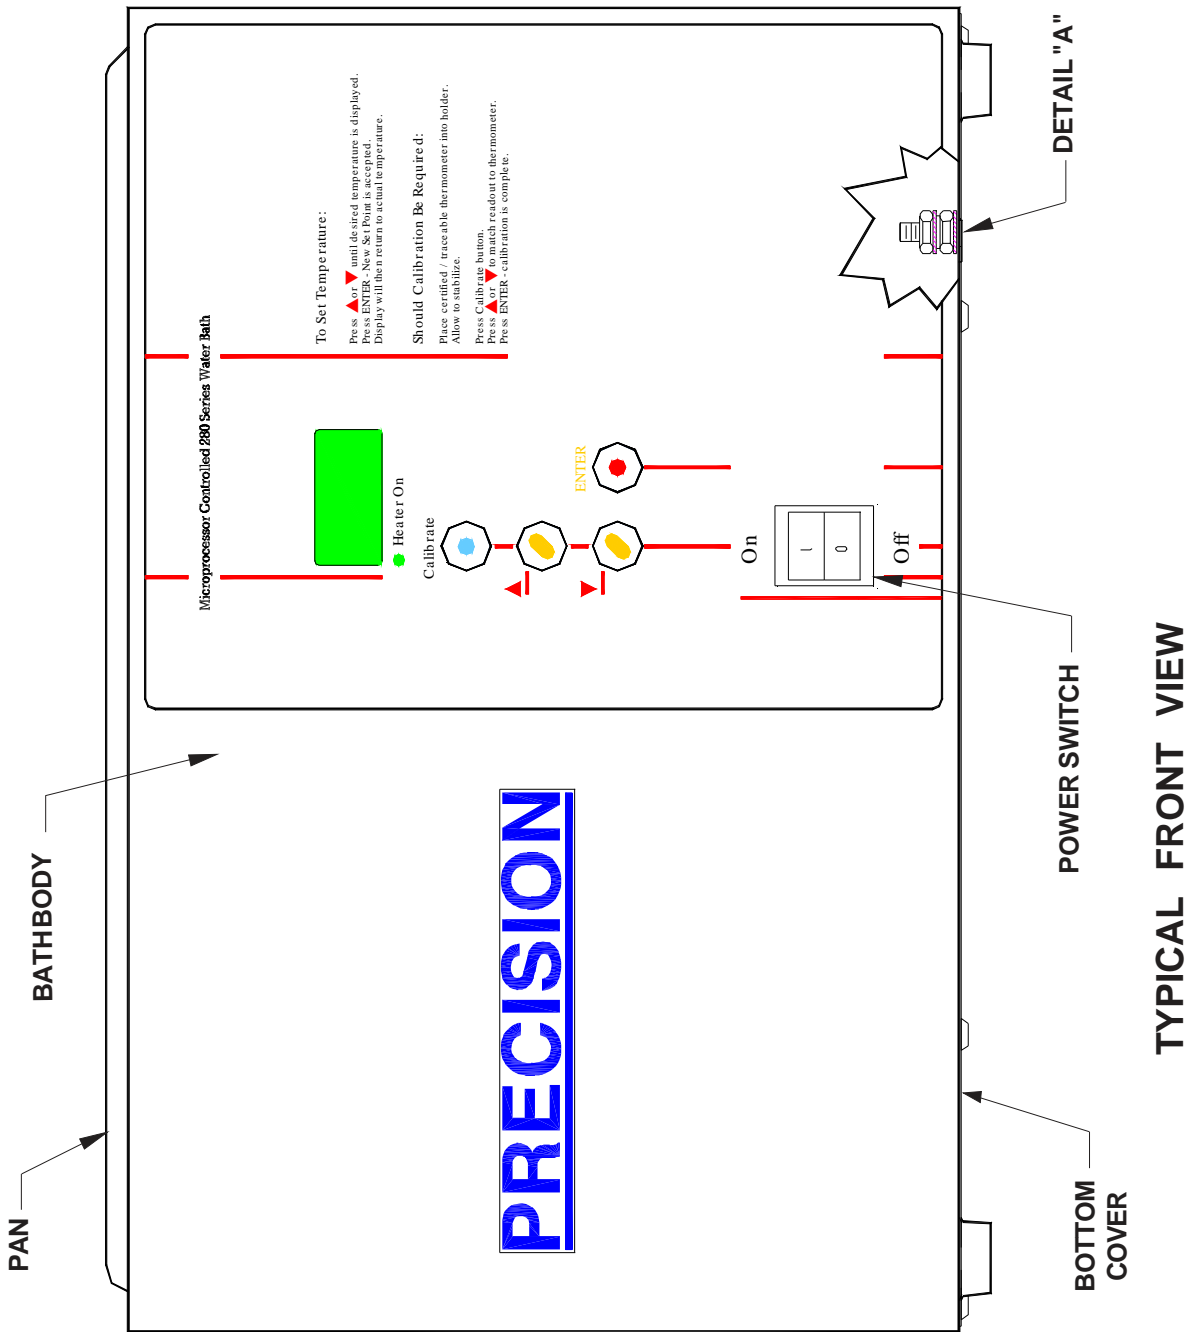 PAN
BATHBODY
Microprocessor Controlled 280 Series Water Bath
To Set Temperature:
Press ▲ or ▼ until desired temperature is displayed.
Press ENTER - New Set Point is accepted.
Display will then return to actual temperature.
Heater On
Should Calibration Be Required:
Place certified / traceable thermometer into holder.
Allow to stabilize.
Press Calibrate button.
Press ▲ or ▼ to match readout to thermometer.
Press ENTER - calibration is complete.
Calibrate
▲
▼
ENTER
PRECISION
On
I
0
Off
DETAIL "A"
POWER SWITCH
BOTTOM
COVER
TYPICAL FRONT VIEW